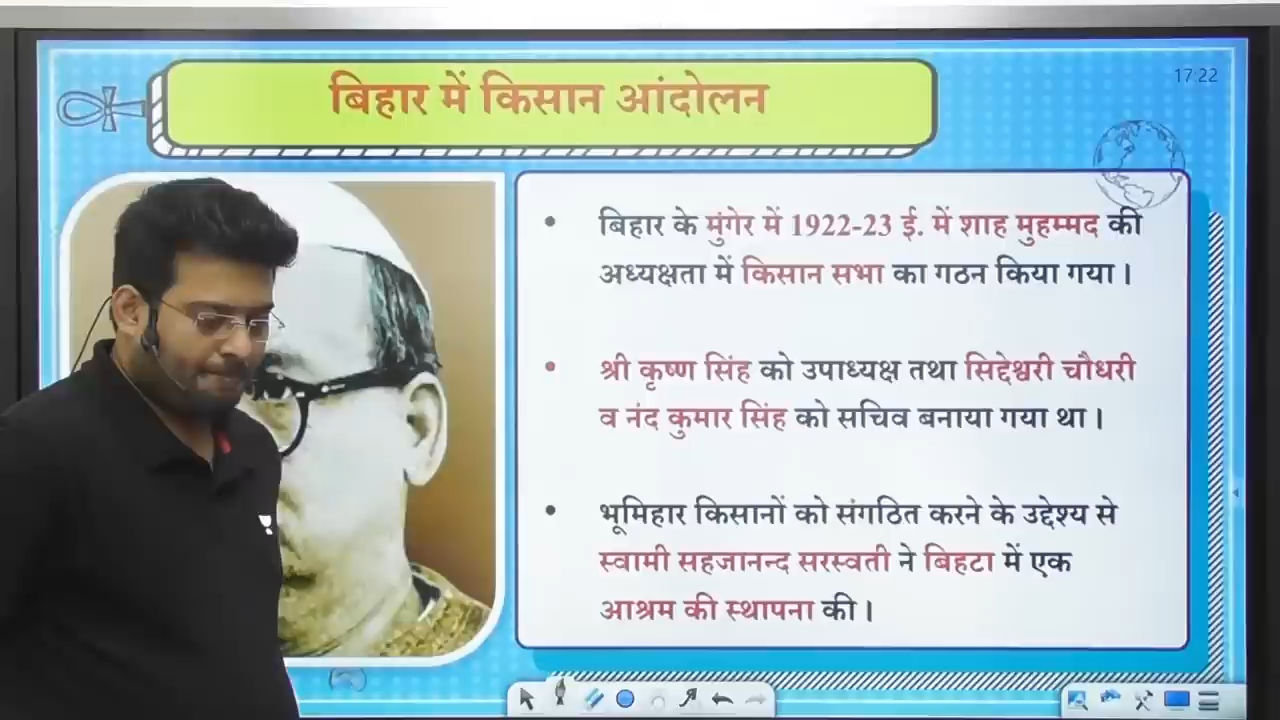 बिहार में किसान आंदोलन
17:22
बिहार के मुंगेर में 1922-23 ई. में शाह मुहम्मद की
अध्यक्षता में किसान सभा का गठन किया गया।
श्री कृष्ण सिंह को उपाध्यक्ष तथा सिद्देश्वरी चौधरी
व नंद कुमार सिंह को सचिव बनाया गया था।
भूमिहार किसानों को संगठित करने के उद्देश्य से
स्वामी सहजानन्द सरस्वती ने बिहटा में एक
आश्रम की स्थापना की।